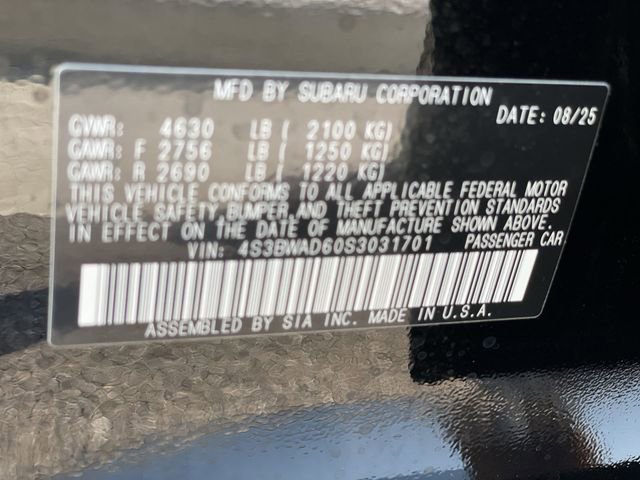 MFD BY SUBARU CORPORATION
DATE: 08/25
GVWR: 4630 LB ( 2100 KG)
GAWR: F 2756 LB ( 1250 KG)
GAWR: R 2690 LB ( 1220 KG)
THIS VEHICLE CONFORMS TO ALL APPLICABLE FEDERAL MOTOR
VEHICLE SAFETY,BUMPER,AND THEFT PREVENTION STANDARDS
IN EFFECT ON THE DATE OF MANUFACTURE SHOWN ABOVE.
VIN: 4S3BWAD60S3031701 PASSENGER CAR
ASSEMBLED BY SIA INC. MADE IN U.S.A.